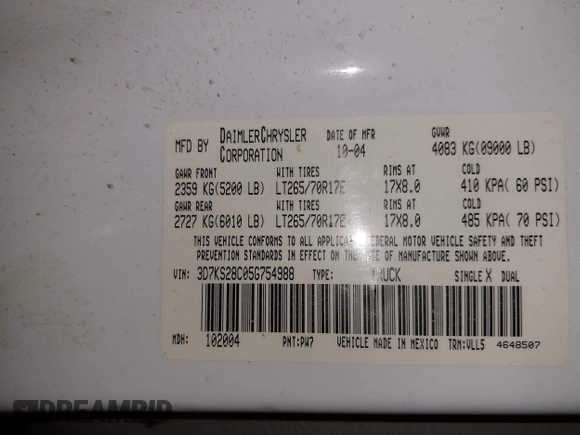 MFD BY DAIMLERCHRYSLER CORPORATION DATE OF MFR 10-04 GVWR 4083 KG(09000 LB)
GAWR FRONT WITH TIRES RIMS AT COLD
2359 KG(5200 LB) LT265/70R17E 17X8.0 410 KPA( 60 PSI)
GAWR REAR WITH TIRES RIMS AT COLD
2727 KG(6010 LB) LT265/70R17E 17X8.0 485 KPA( 70 PSI)
THIS VEHICLE CONFORMS TO ALL FEDERAL MOTOR VEHICLE SAFETY AND THEFT
PREVENTION STANDARDS IN EFFECT ON THE DATE OF MANUFACTURE SHOWN ABOVE.
VIN: 3D7KS28C05G754988 TYPE: TRUCK SINGLE X DUAL
MDH: 102004 PNT:PW7 VEHICLE MADE IN MEXICO TRM:VLL5 4648507
DREAMBID